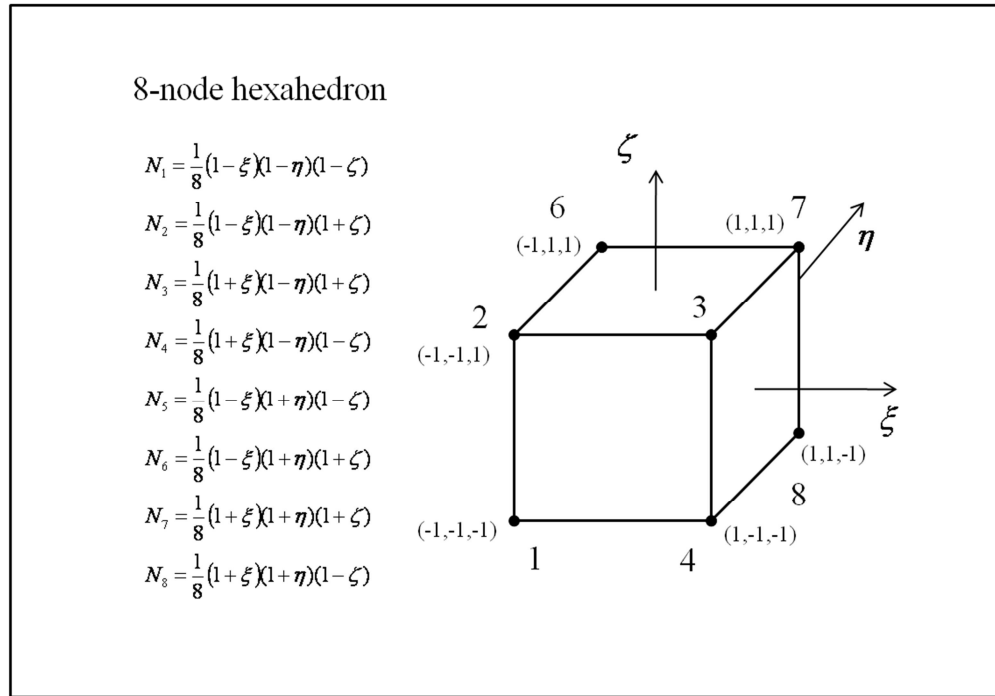 8-node hexahedron
N₁ = 1/8 (1-ξ)(1-η)(1-ζ)
N₂ = 1/8 (1-ξ)(1-η)(1+ζ)
N₃ = 1/8 (1+ξ)(1-η)(1+ζ)
N₄ = 1/8 (1+ξ)(1-η)(1-ζ)
N₅ = 1/8 (1-ξ)(1+η)(1-ζ)
N₆ = 1/8 (1-ξ)(1+η)(1+ζ)
N₇ = 1/8 (1+ξ)(1+η)(1+ζ)
N₈ = 1/8 (1+ξ)(1+η)(1-ζ)
ζ
6
(-1,1,1)
7
(1,1,1)
η
2
(-1,-1,1)
3
ξ
(1,1,-1)
8
(-1,-1,-1)
1
(1,-1,-1)
4